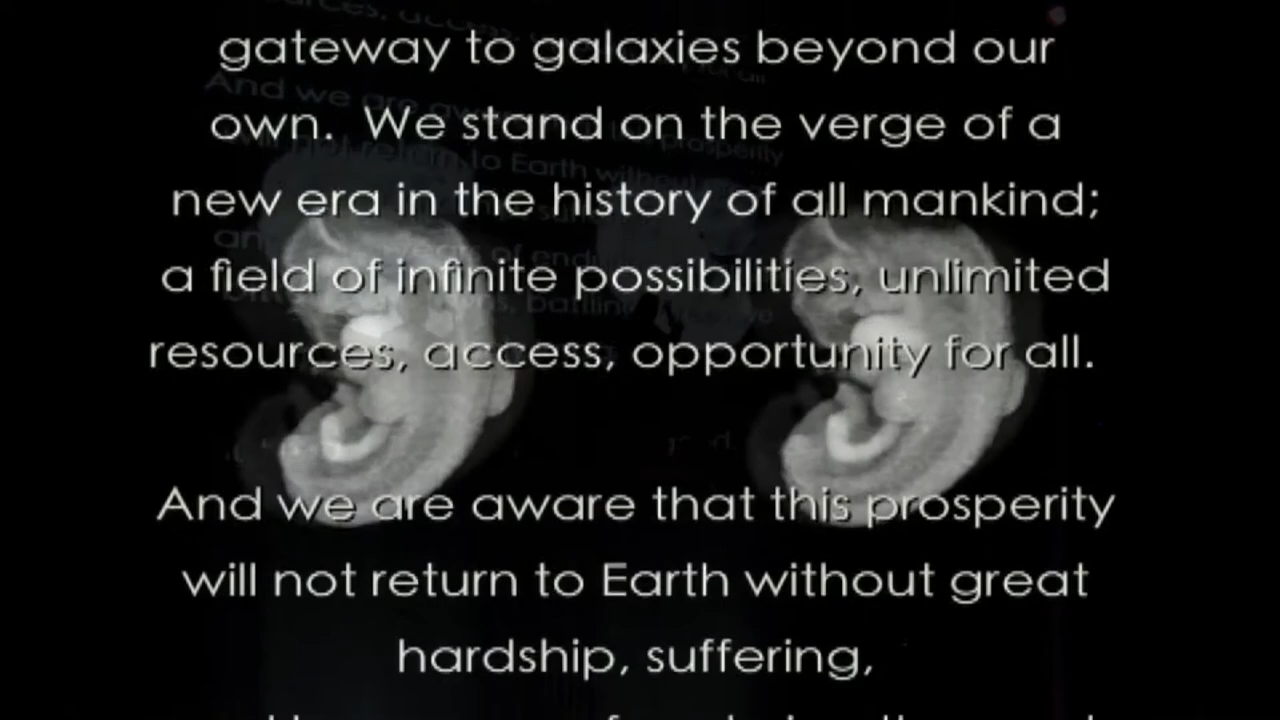 gateway to galaxies beyond our
own. We stand on the verge of a
new era in the history of all mankind;
a field of infinite possibilities, unlimited
resources, access, opportunity for all.
And we are aware that this prosperity
will not return to Earth without great
hardship, suffering,